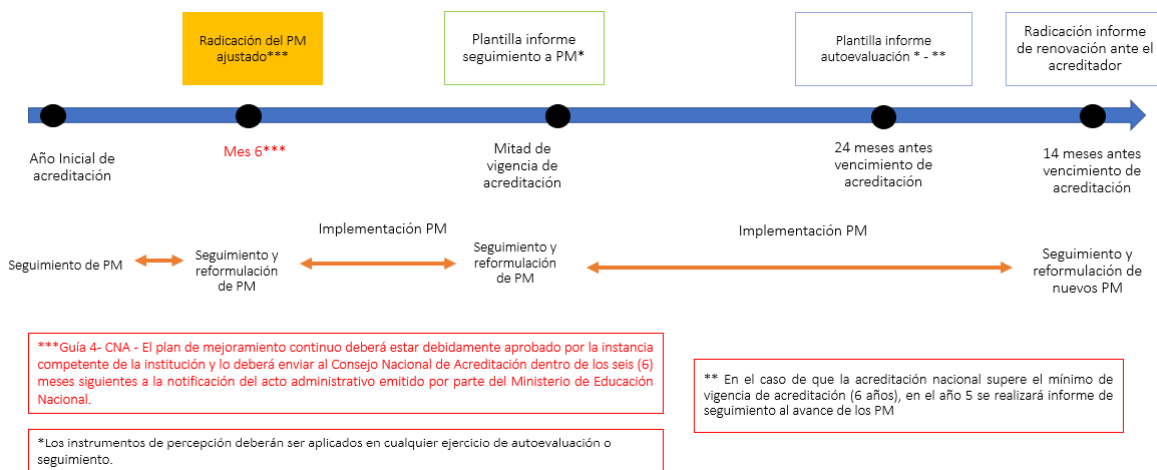 Radicación del PM
ajustado***
Plantilla informe
seguimiento a PM*
Plantilla informe
autoevaluación * - **
Radicación informe
de renovación ante el
acreditador
Año Inicial de
acreditación
Mes 6***
Mitad de
vigencia de
acreditación
24 meses antes
vencimiento de
acreditación
14 meses antes
vencimiento de
acreditación
Implementación PM
Implementación PM
Seguimiento de PM
Seguimiento y
reformulación
de PM
Seguimiento y
reformulación
de PM
Seguimiento y
reformulación de
nuevos PM
***Guía 4- CNA - El plan de mejoramiento continuo deberá estar debidamente aprobado por la instancia
competente de la institución y lo deberá enviar al Consejo Nacional de Acreditación dentro de los seis (6)
meses siguientes a la notificación del acto administrativo emitido por parte del Ministerio de Educación
Nacional.
** En el caso de que la acreditación nacional supere el mínimo de
vigencia de acreditación (6 años), en el año 5 se realizará informe de
seguimiento al avance de los PM
*Los instrumentos de percepción deberán ser aplicados en cualquier ejercicio de autoevaluación o
seguimiento.